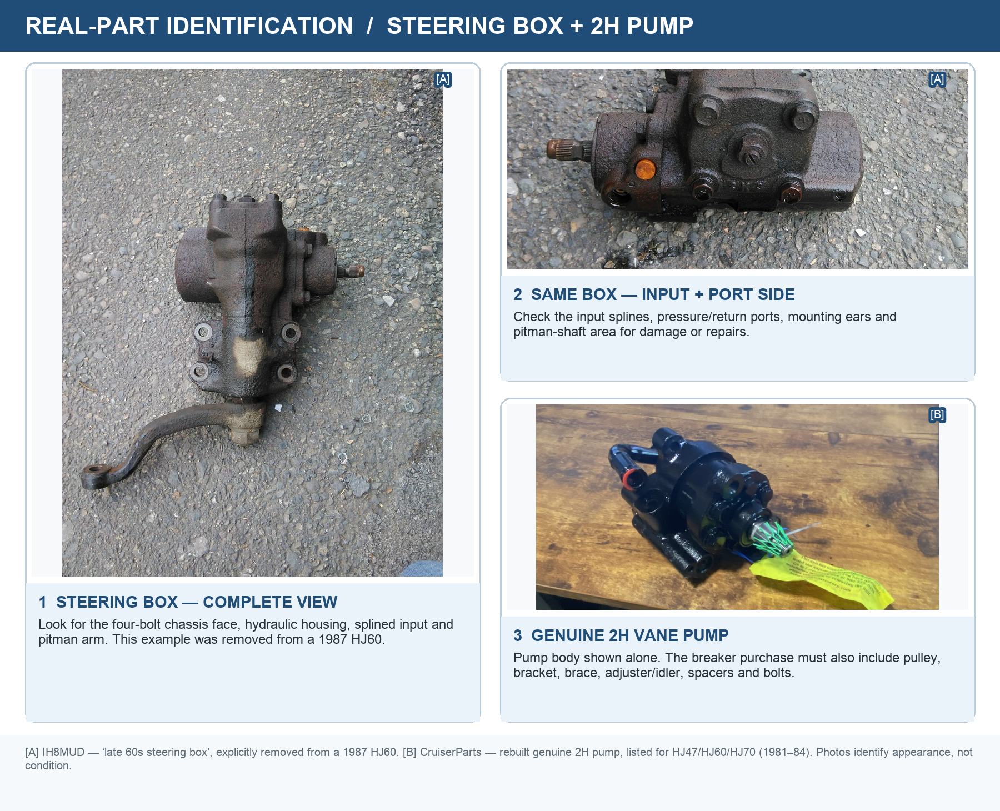 REAL-PART IDENTIFICATION / STEERING BOX + 2H PUMP
[A]
1 STEERING BOX — COMPLETE VIEW
Look for the four-bolt chassis face, hydraulic housing, splined input and
pitman arm. This example was removed from a 1987 HJ60.
[A]
2 SAME BOX — INPUT + PORT SIDE
Check the input splines, pressure/return ports, mounting ears and
pitman-shaft area for damage or repairs.
[B]
3 GENUINE 2H VANE PUMP
Pump body shown alone. The breaker purchase must also include pulley,
bracket, brace, adjuster/idler, spacers and bolts.
[A] IH8MUD — ‘late 60s steering box’, explicitly removed from a 1987 HJ60. [B] CruiserParts — rebuilt genuine 2H pump, listed for HJ47/HJ60/HJ70 (1981–84). Photos identify appearance, not
condition.